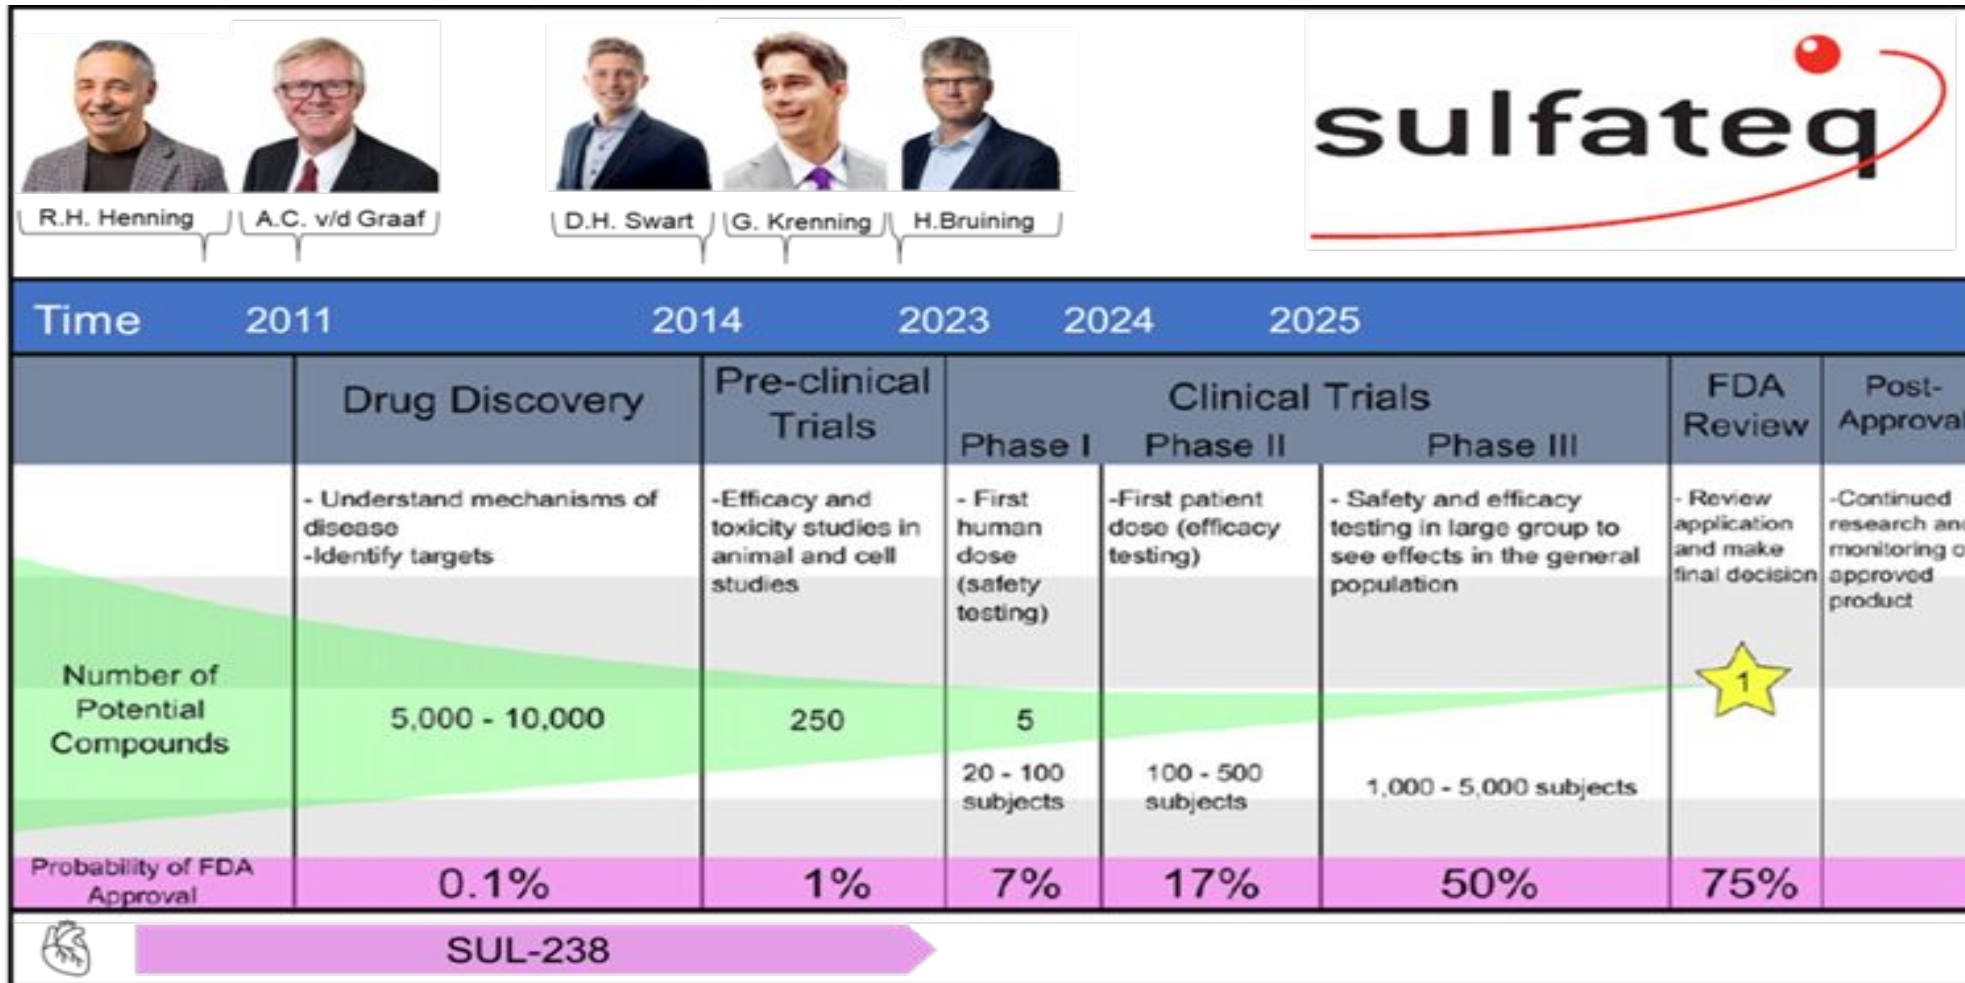 sulfateq
R.H. Henning
A.C. v/d Graaf
D.H. Swart
G. Krenning
H.Bruining
Time 2011 2014 2023 2024 2025
Drug Discovery
Pre-clinical
Trials
Clinical Trials
Phase I Phase II Phase III
FDA
Review
Post-
Approval
- Understand mechanisms of
disease
-Identify targets
-Efficacy and
toxicity studies in
animal and cell
studies
- First
human
dose
(safety
testing)
-First patient
dose (efficacy
testing)
- Safety and efficacy
testing in large group to
see effects in the general
population
- Review
application
and make
final decision
-Continued
research and
monitoring o
approved
product
Number of
Potential
Compounds
5,000 - 10,000
250
5
1
20 - 100
subjects
100 - 500
subjects
1,000 - 5,000 subjects
Probability of FDA
Approval
0.1% 1% 7% 17% 50% 75%
SUL-238